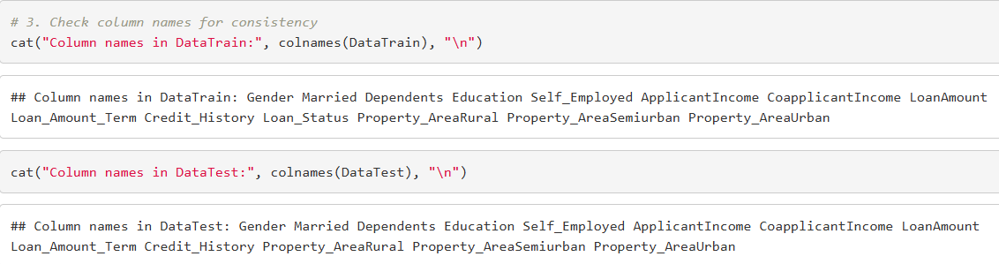 # 3. Check column names for consistency
cat("Column names in DataTrain:", colnames(DataTrain), "\n")
## Column names in DataTrain: Gender Married Dependents Education Self_Employed ApplicantIncome CoapplicantIncome LoanAmount
Loan_Amount_Term Credit_History Loan_Status Property_AreaRural Property_AreaSemiurban Property_AreaUrban
cat("Column names in DataTest:", colnames(DataTest), "\n")
## Column names in DataTest: Gender Married Dependents Education Self_Employed ApplicantIncome CoapplicantIncome LoanAmount
Loan_Amount_Term Credit_History Property_AreaRural Property_AreaSemiurban Property_AreaUrban